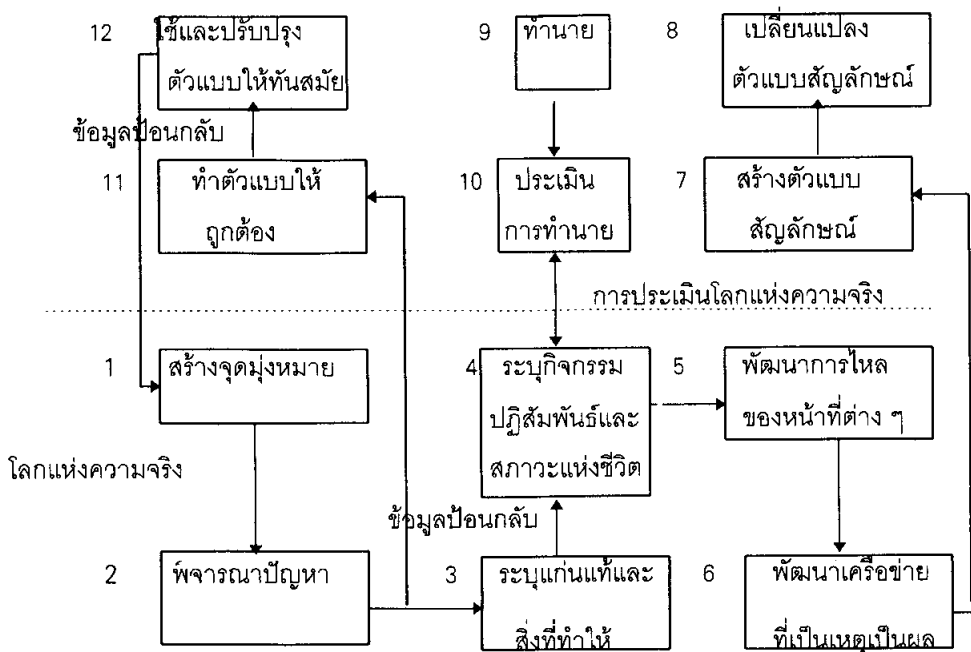 12
ใช้และปรับปรุง
ตัวแบบให้ทันสมัย
9
ทำนาย
8
เปลี่ยนแปลง
ตัวแบบสัญลักษณ์
ข้อมูลป้อนกลับ
11
ทำตัวแบบให้
ถูกต้อง
10
ประเมิน
การทำนาย
7
สร้างตัวแบบ
สัญลักษณ์
การประเมินโลกแห่งความจริง
1
สร้างจุดมุ่งหมาย
4
ระบุกิจกรรม
ปฏิสัมพันธ์และ
สภาวะแห่งชีวิต
5
พัฒนาการไหล
ของหน้าที่ต่าง ๆ
โลกแห่งความจริง
ข้อมูลป้อนกลับ
2
พิจารณาปัญหา
3
ระบุแก่นแท้และ
สิ่งที่ทำให้
6
พัฒนาเครือข่าย
ที่เป็นเหตุเป็นผล